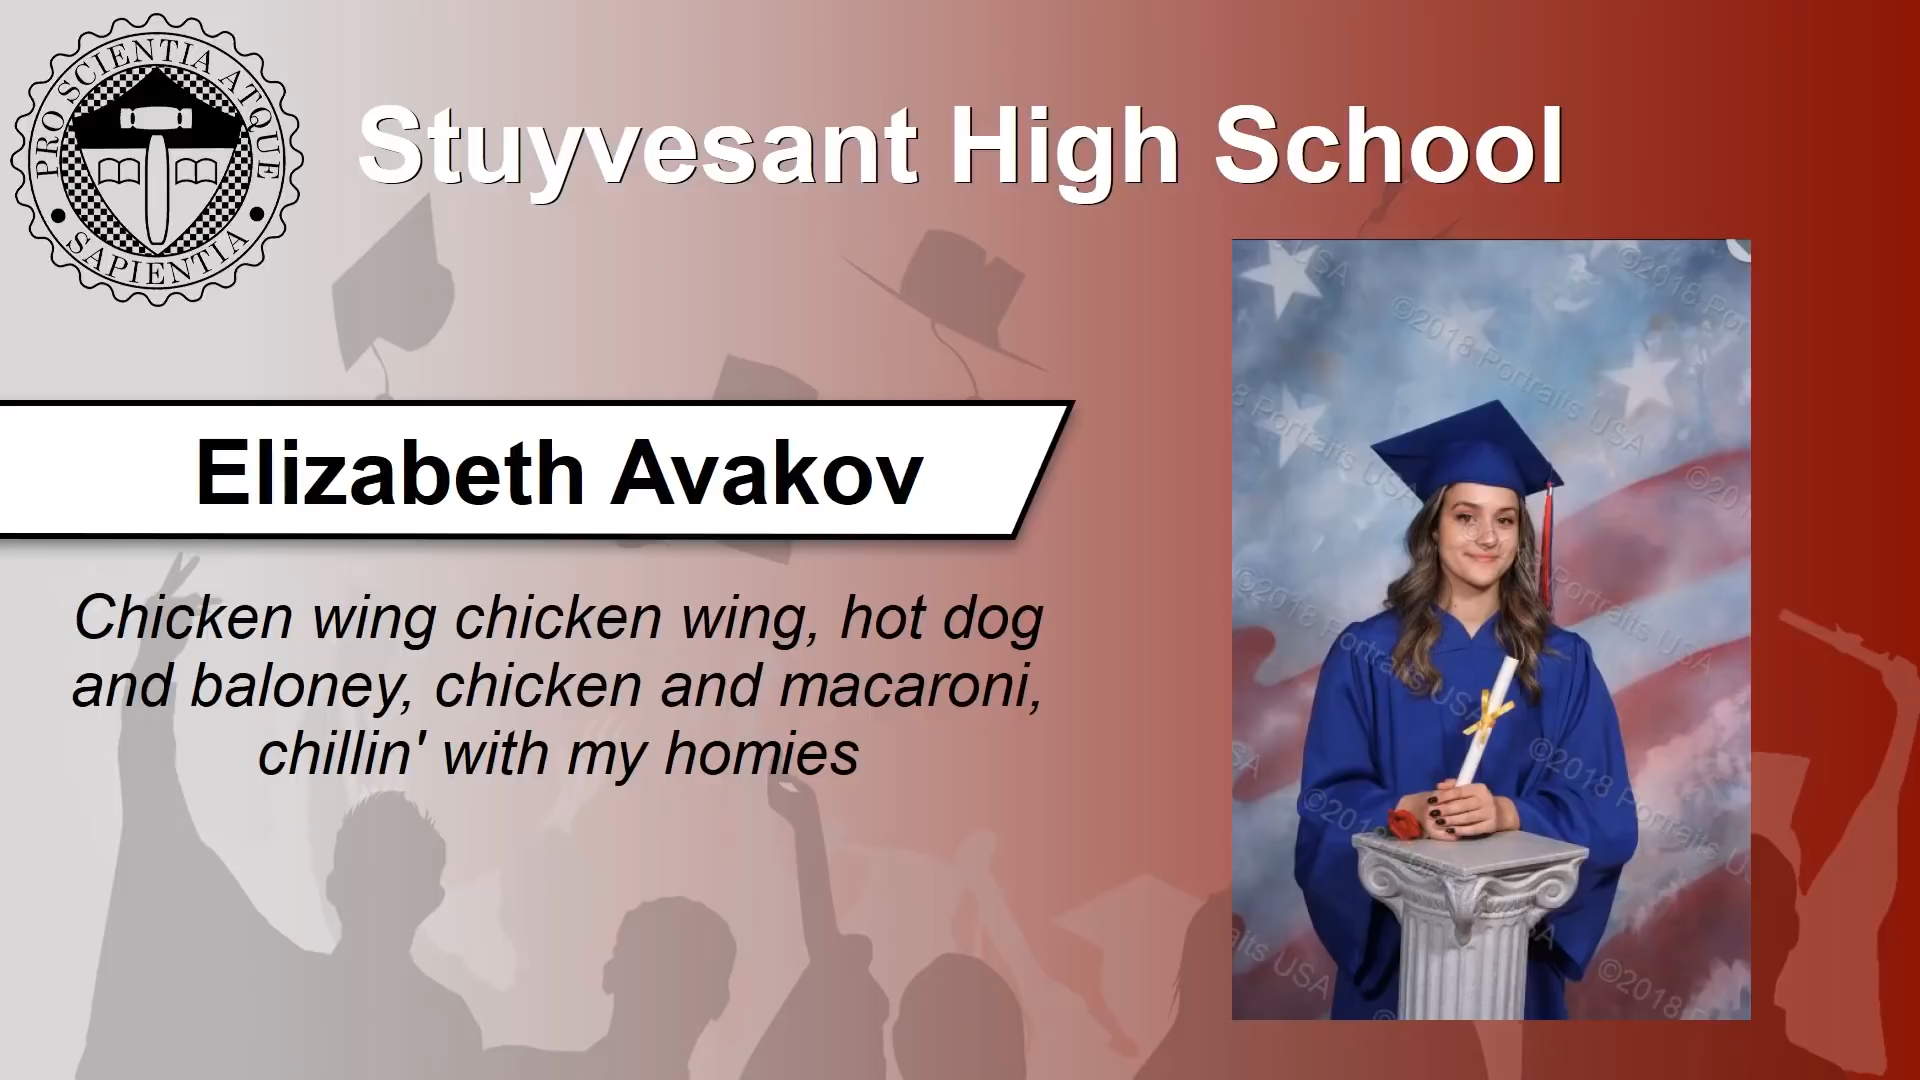 PRO SCIENTIA ATQUE
SAPIENTIA
Stuyvesant High School
Elizabeth Avakov
Chicken wing chicken wing, hot dog
and baloney, chicken and macaroni,
chillin' with my homies
©2018 Portraits USA